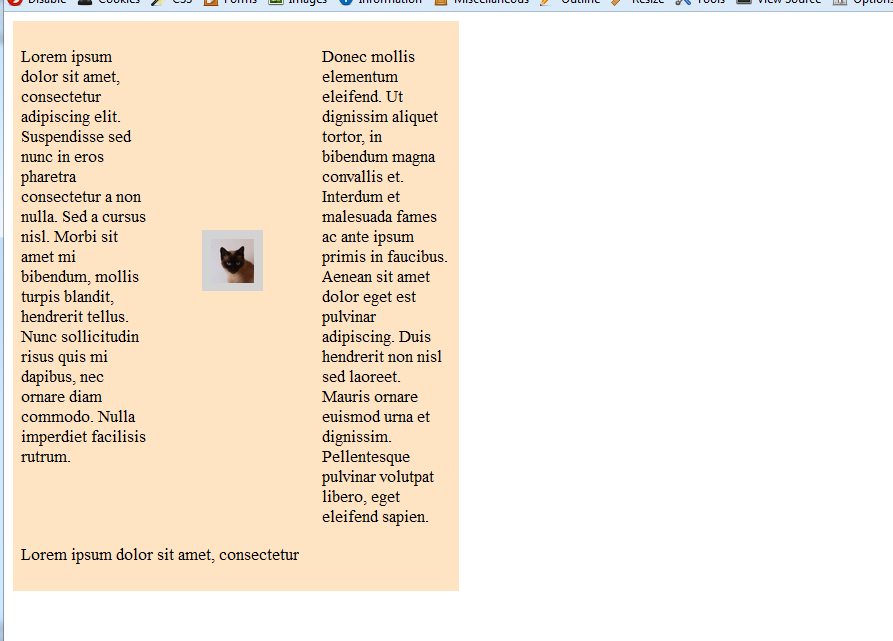 Disable Cookies CSS Forms Images Information Miscellaneous Outline Resize Tools View Source Options
Lorem ipsum
dolor sit amet,
consectetur
adipiscing elit.
Suspendisse sed
nunc in eros
pharetra
consectetur a non
nulla. Sed a cursus
nisl. Morbi sit
amet mi
bibendum, mollis
turpis blandit,
hendrerit tellus.
Nunc sollicitudin
risus quis mi
dapibus, nec
ornare diam
commodo. Nulla
imperdiet facilisis
rutrum.
Donec mollis
elementum
eleifend. Ut
dignissim aliquet
tortor, in
bibendum magna
convallis et.
Interdum et
malesuada fames
ac ante ipsum
primis in faucibus.
Aenean sit amet
dolor eget est
pulvinar
adipiscing. Duis
hendrerit non nisl
sed laoreet.
Mauris ornare
euismod urna et
dignissim.
Pellentesque
pulvinar volutpat
libero, eget
eleifend sapien.
Lorem ipsum dolor sit amet, consectetur